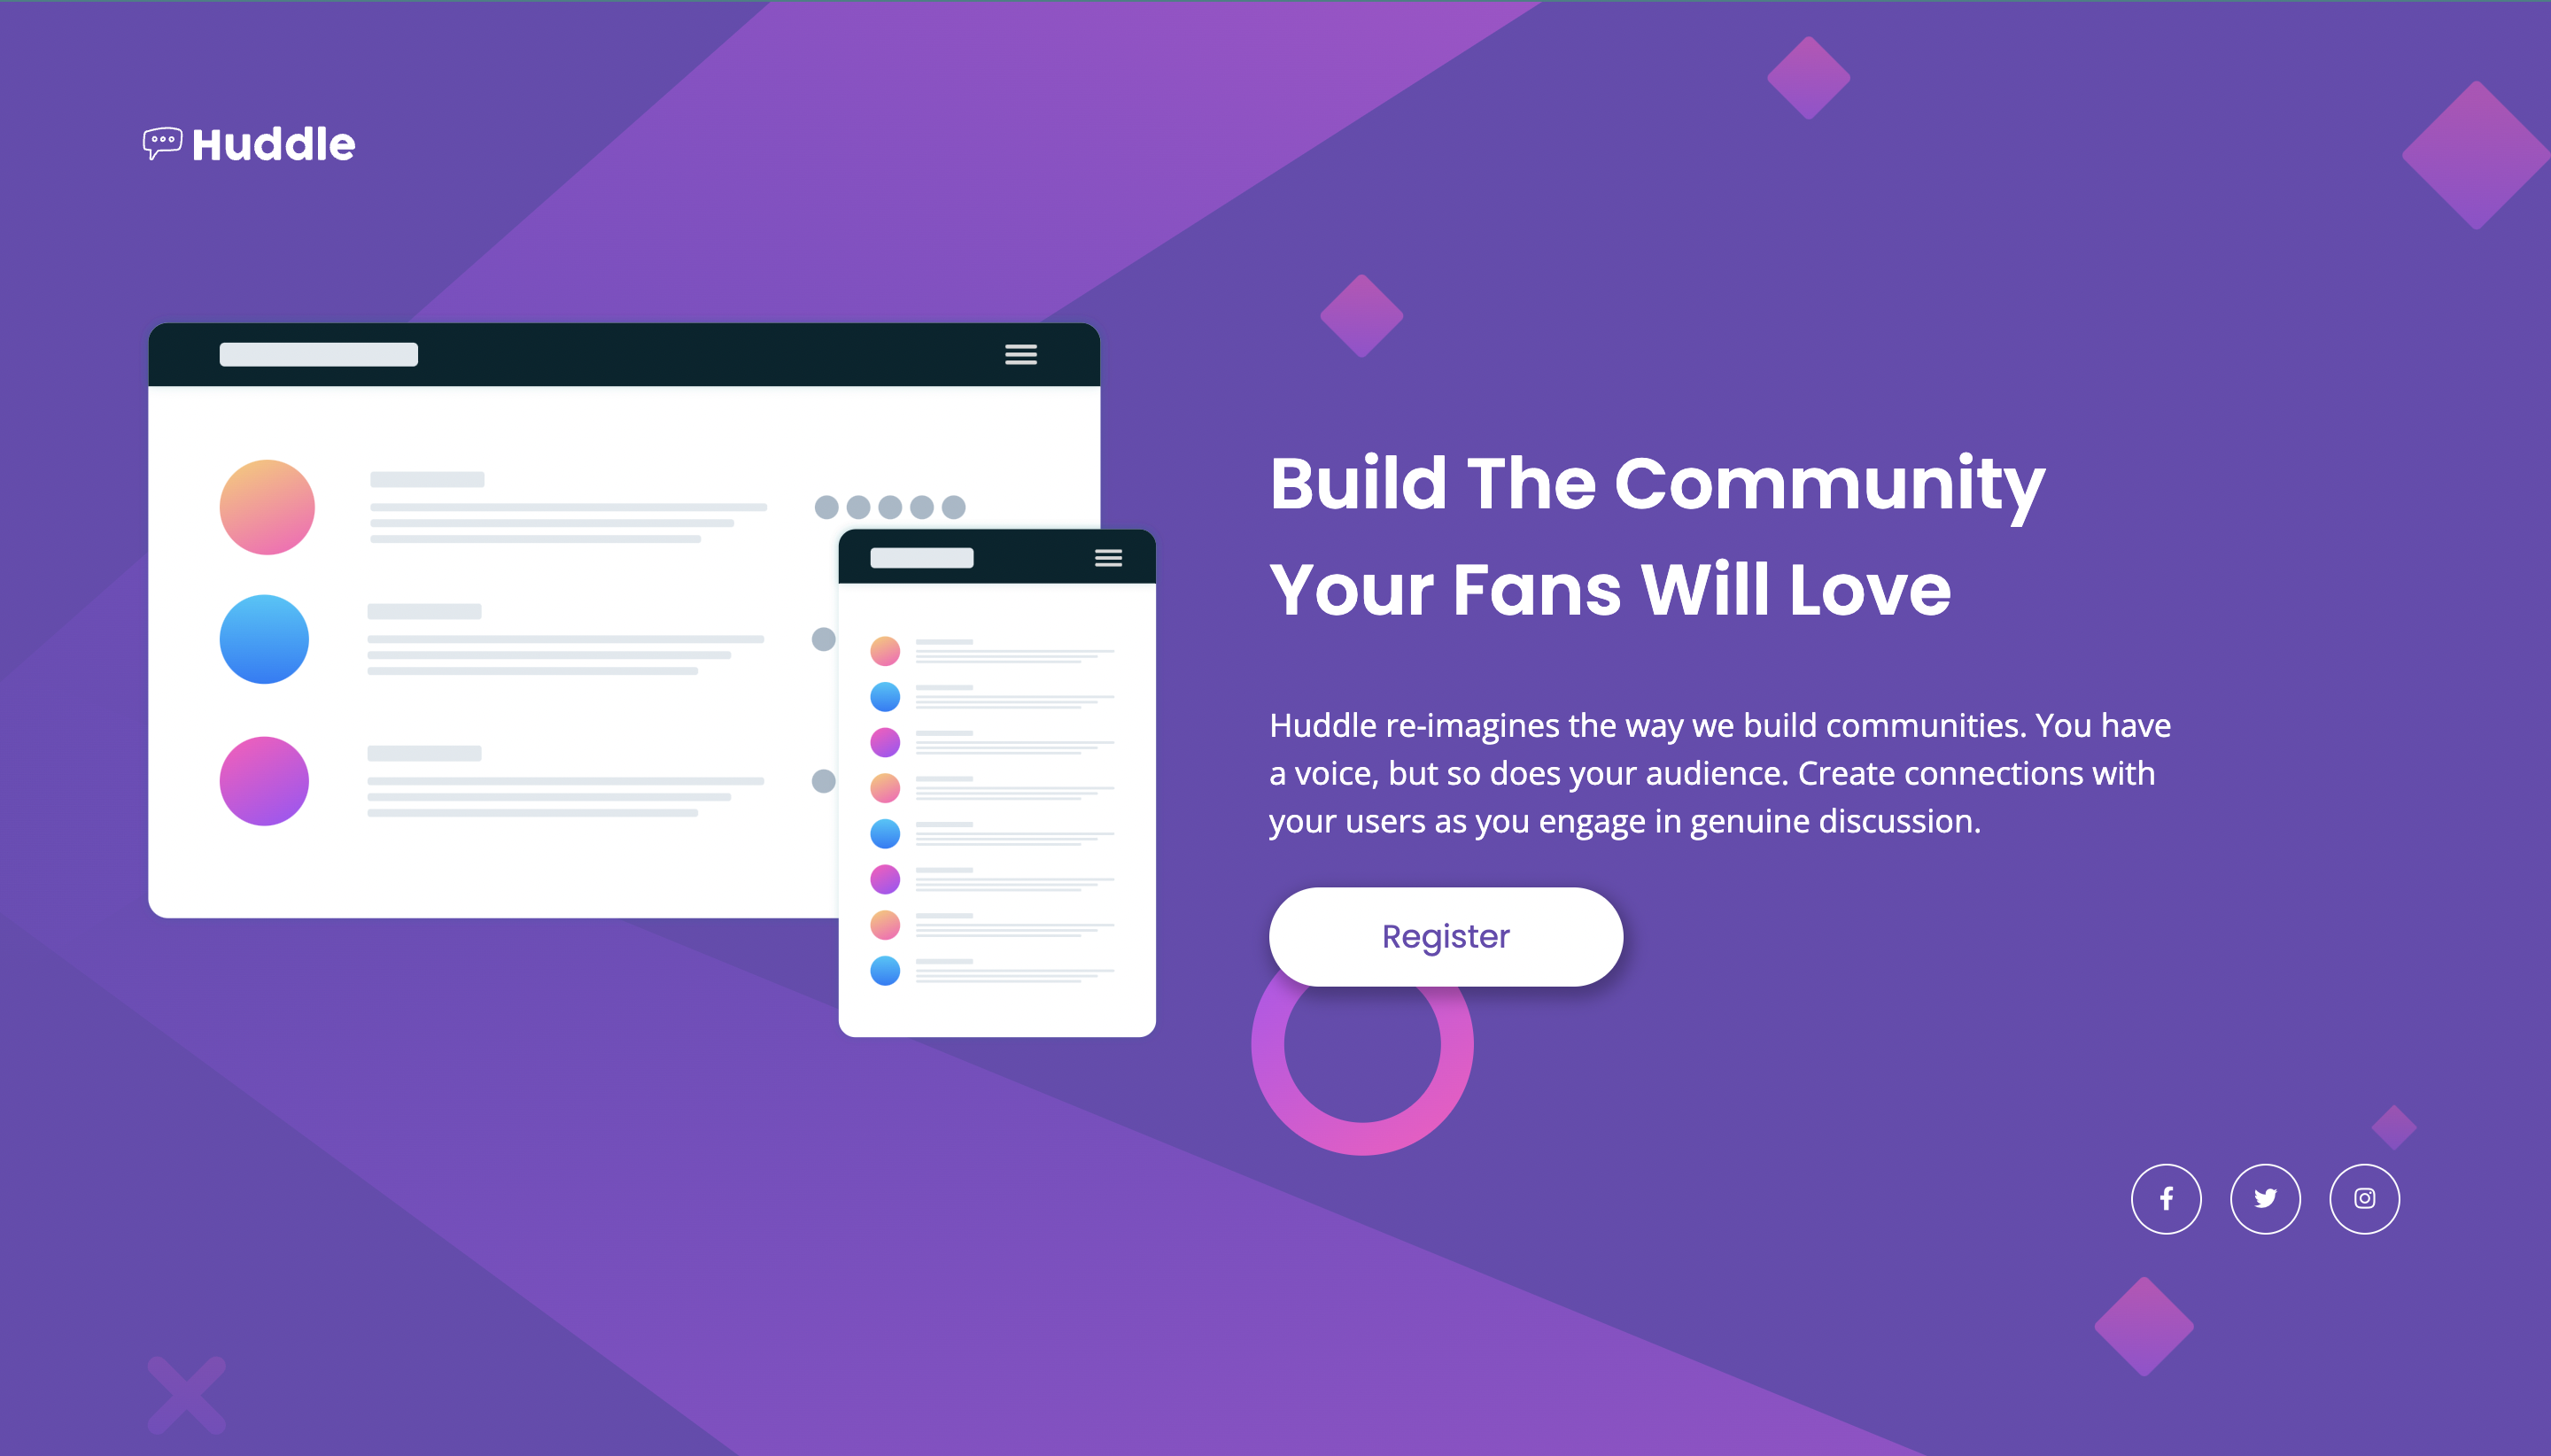 Huddle
Build The Community
Your Fans Will Love
Huddle re-imagines the way we build communities. You have
a voice, but so does your audience. Create connections with
your users as you engage in genuine discussion.
Register